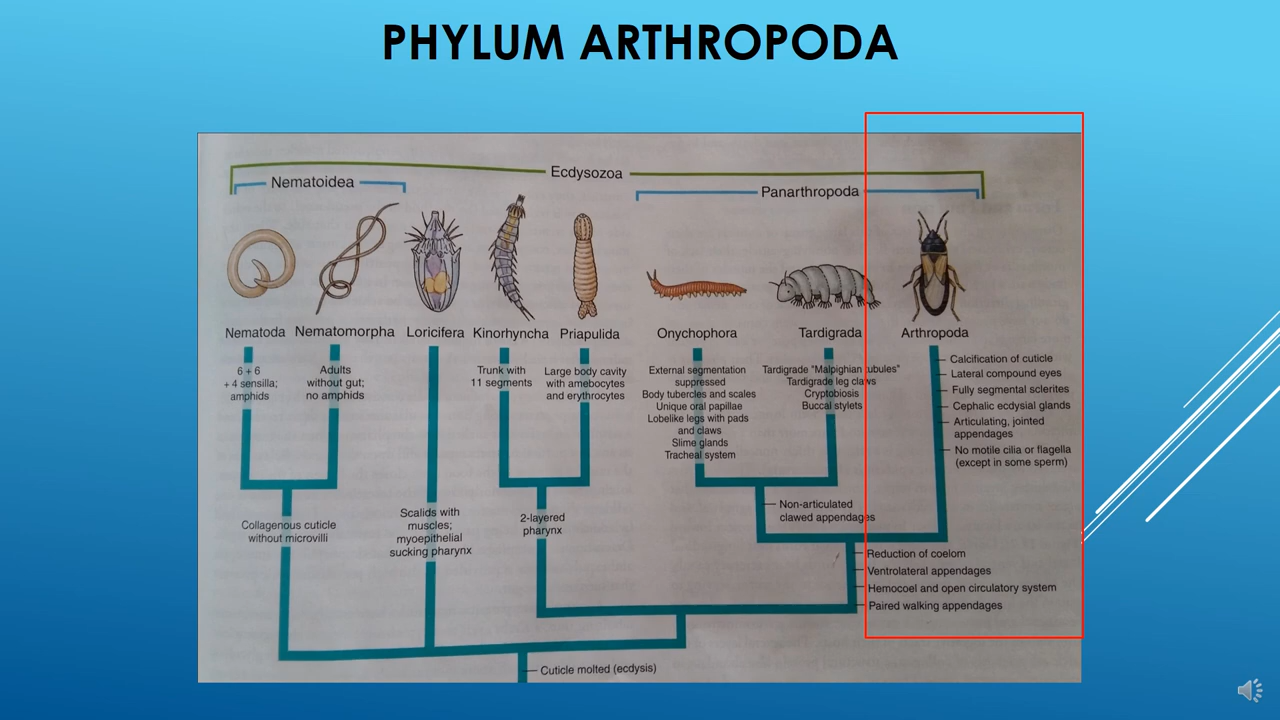 PHYLUM ARTHROPODA
Ecdysozoa
Nematoidea
Panarthropoda
Nematoda
Nematomorpha
Loricifera
Kinorhyncha
Priapulida
Onychophora
Tardigrada
Arthropoda
6 + 6
+ 4 sensilla;
amphids
Adults
without gut;
no amphids
Trunk with
11 segments
Large body cavity
with amebocytes
and erythrocytes
External segmentation
suppressed
Body tubercles and scales
Unique oral papillae
Lobelike legs with pads
and claws
Slime glands
Tracheal system
Tardigrade "Malpighian tubules"
Tardigrade leg claws
Cryptobiosis
Buccal stylets
Calcification of cuticle
Lateral compound eyes
Fully segmental sclerites
Cephalic ecdysial glands
Articulating, jointed
appendages
No motile cilia or flagella
(except in some sperm)
Collagenous cuticle
without microvilli
Scalids with
muscles;
myoepithelial
sucking pharynx
2-layered
pharynx
Non-articulated
clawed appendages
Reduction of coelom
Ventrolateral appendages
Hemocoel and open circulatory system
Paired walking appendages
Cuticle molted (ecdysis)